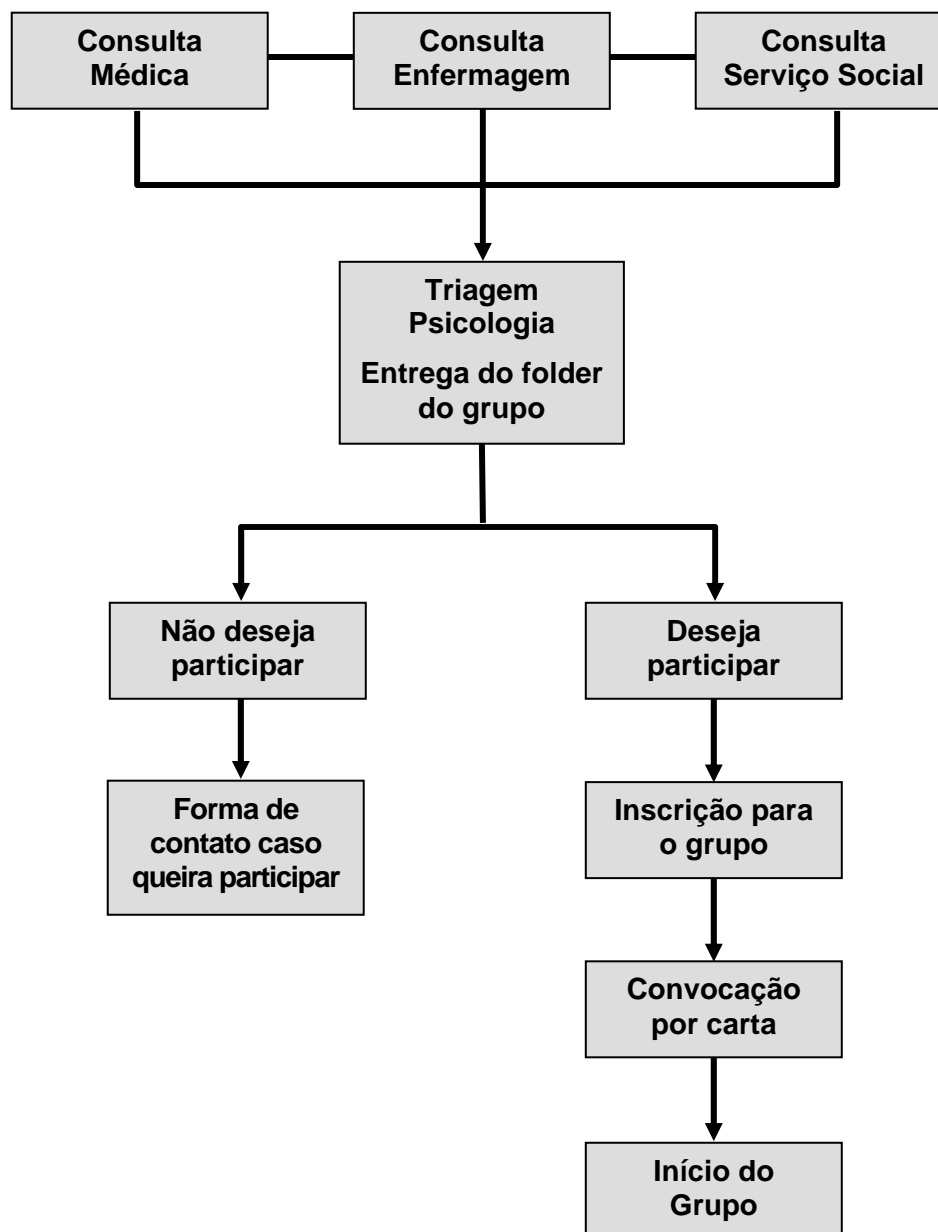 Consulta
Médica
Consulta
Enfermagem
Consulta
Serviço Social
Triagem
Psicologia
Entrega do folder
do grupo
Não deseja
participar
Deseja
participar
Forma de
contato caso
queira participar
Inscrição para
o grupo
Convocação
por carta
Início do
Grupo